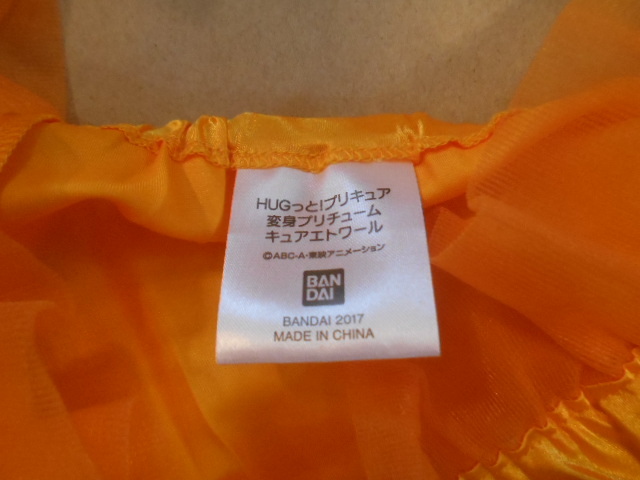 HUGっと!プリキュア
変身プリチューム
キュアエトワール
©ABC-A・東映アニメーション
BAN
DAI
BANDAI 2017
MADE IN CHINA